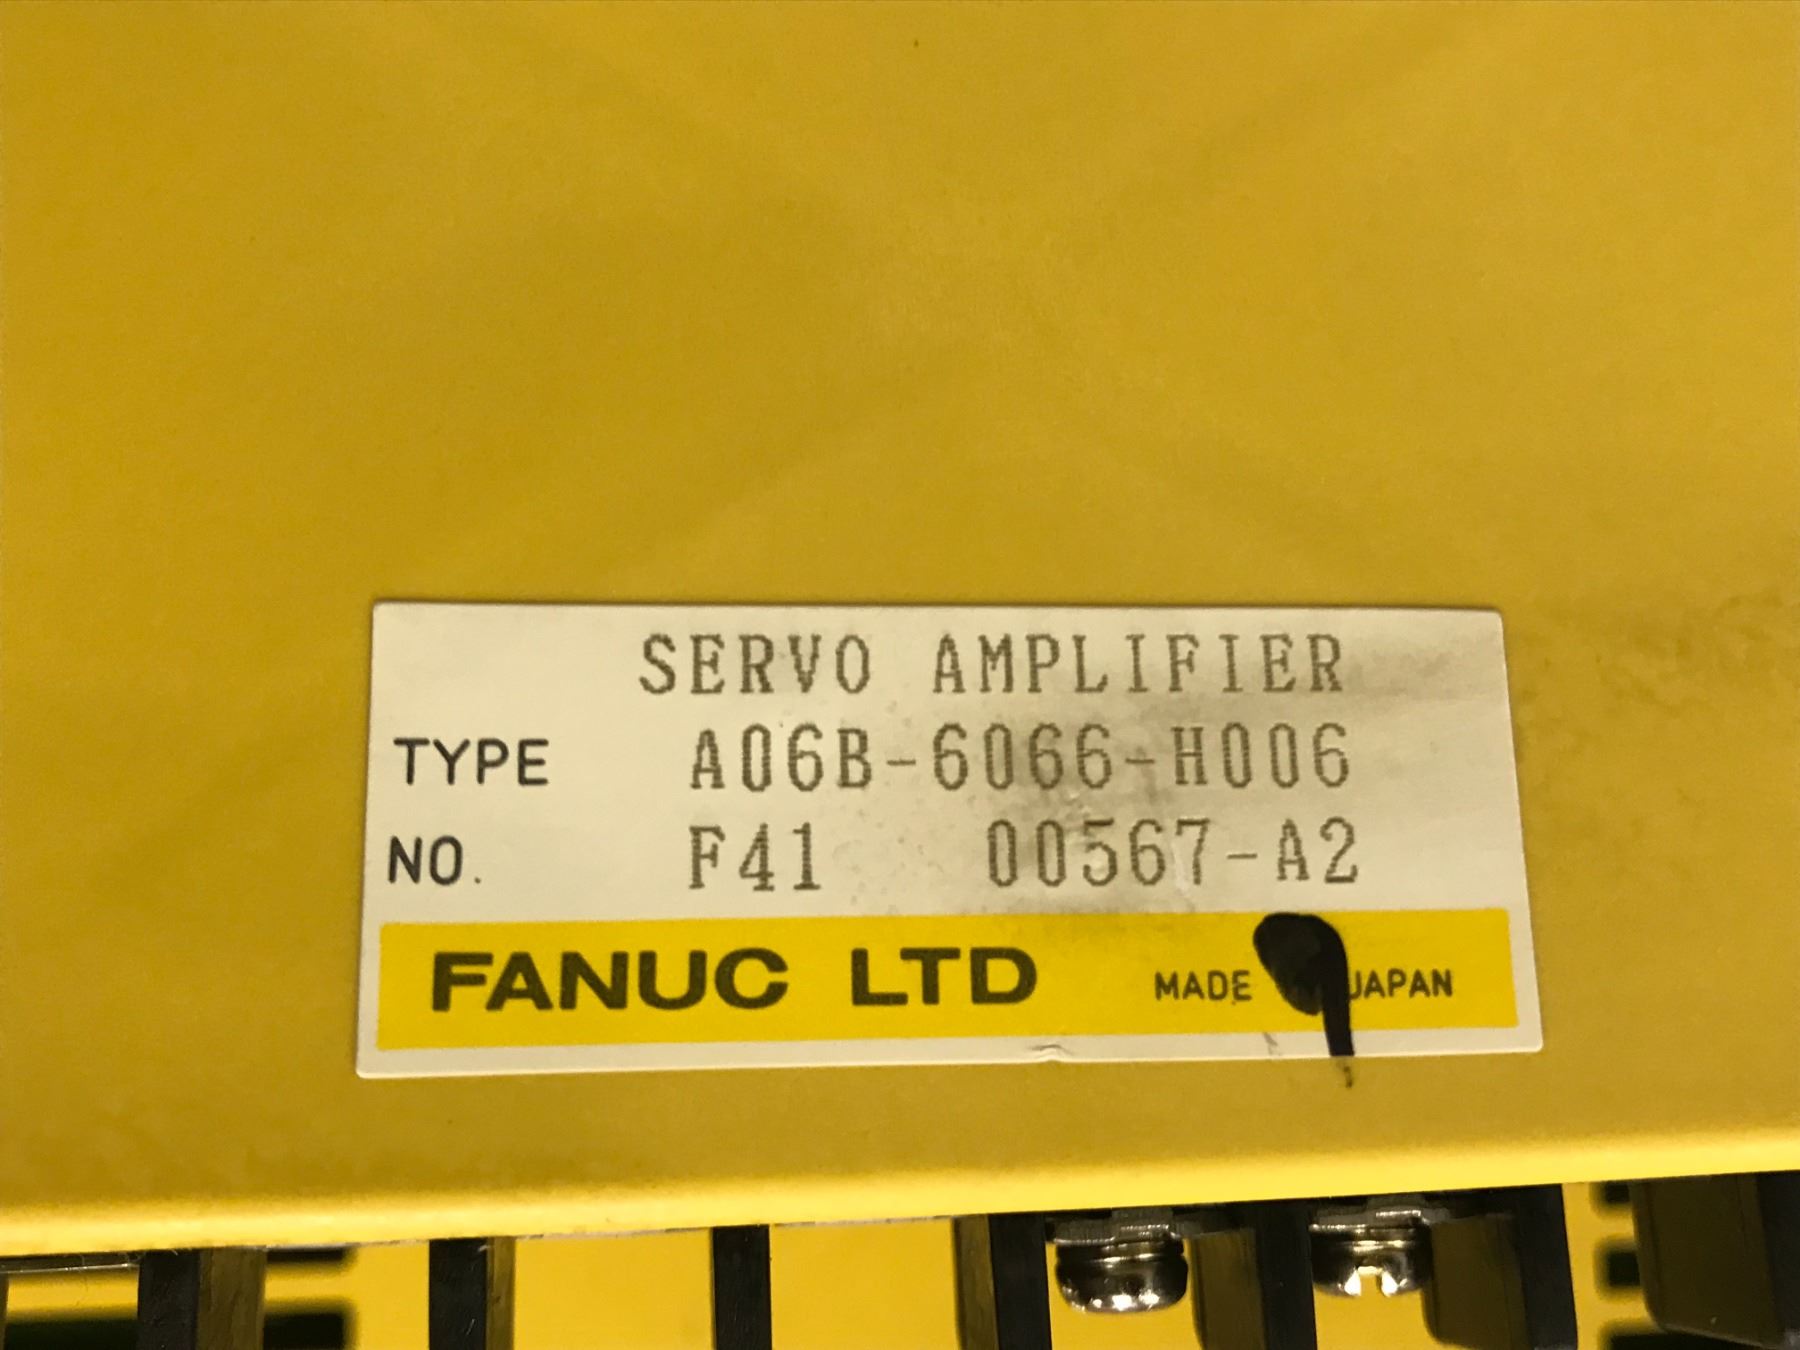 SERVO AMPLIFIER
TYPE A06B-6066-H006
NO. F41 00567-A2
FANUC LTD MADE JAPAN